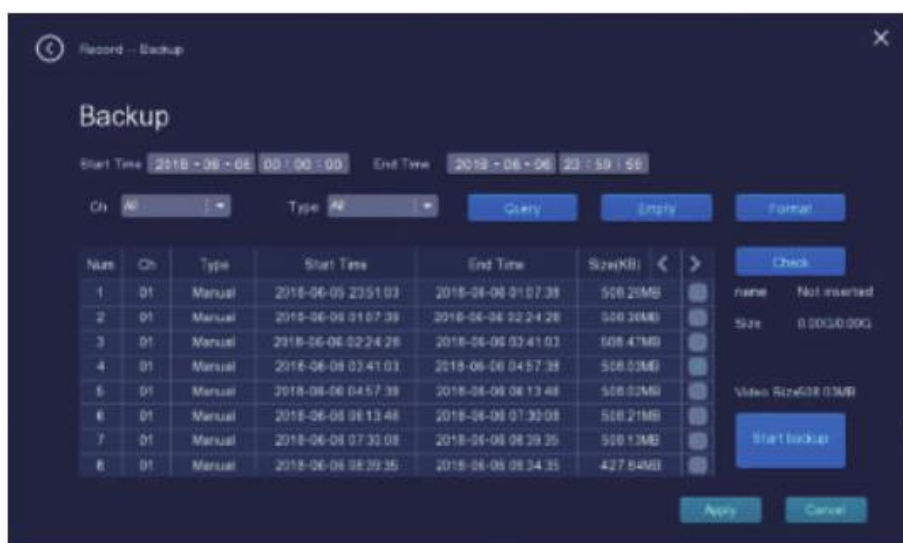 Record -- Backup
Backup
Start Time 2018 - 06 - 06 00 : 00 : 00 End Time 2018 - 06 - 06 23 : 59 : 59
Ch All Type All Query Empty Format
Num Ch Type Start Time End Time Size(KB) < > Check
1 01 Manual 2018-06-05 23:51:03 2018-06-06 01:07:39 508.29MB name Not inserted
2 01 Manual 2018-06-06 01:07:39 2018-06-06 02:24:28 508.38MB Size 0.00G/0.00G
3 01 Manual 2018-06-06 02:24:28 2018-06-06 03:41:03 508.47MB
4 01 Manual 2018-06-06 03:41:03 2018-06-06 04:57:38 508.03MB
5 01 Manual 2018-06-06 04:57:38 2018-06-06 06:13:48 508.02MB Video Size508.03MB
6 01 Manual 2018-06-06 06:13:48 2018-06-06 07:30:08 508.21MB
7 01 Manual 2018-06-06 07:30:08 2018-06-06 08:39:35 508.13MB Start backup
8 01 Manual 2018-06-06 08:39:35 427.84MB
Apply Cancel